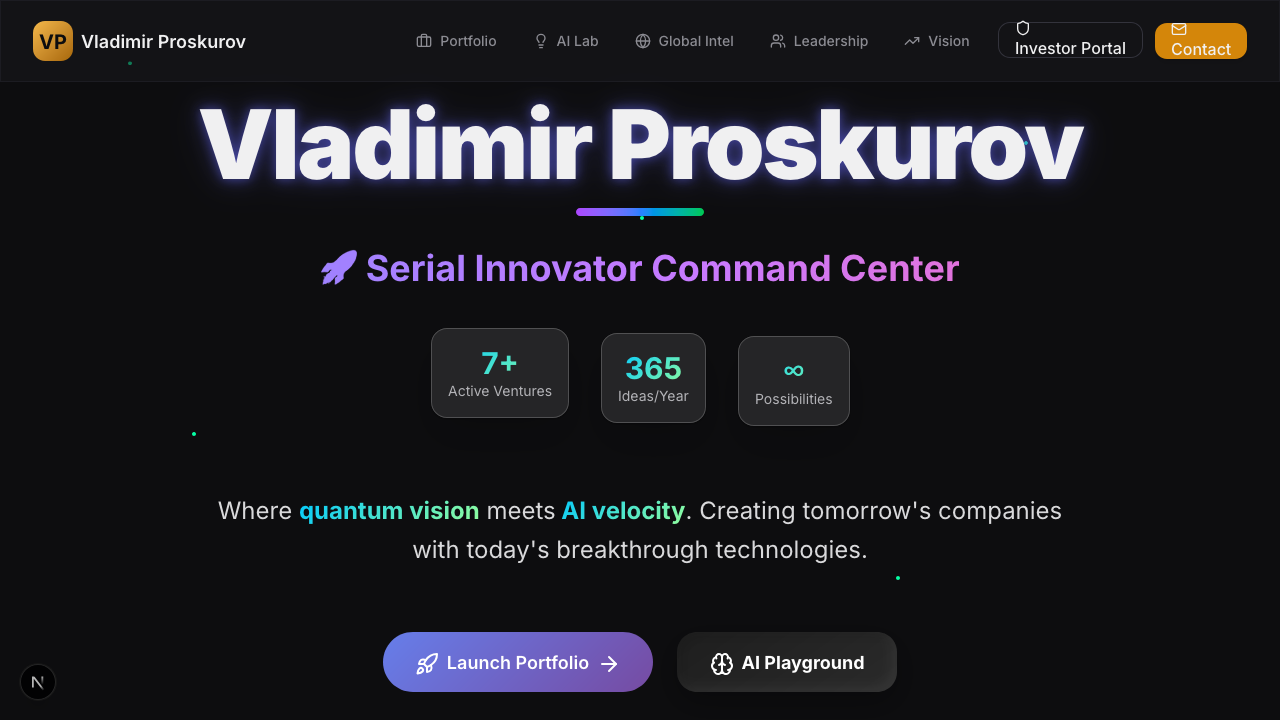 VP Vladimir Proskurov
Portfolio
AI Lab
Global Intel
Leadership
Vision
Investor Portal
Contact
Vladimir Proskurov
🚀 Serial Innovator Command Center
7+
Active Ventures
365
Ideas/Year
∞
Possibilities
Where quantum vision meets AI velocity. Creating tomorrow's companies
with today's breakthrough technologies.
Launch Portfolio →
AI Playground
N